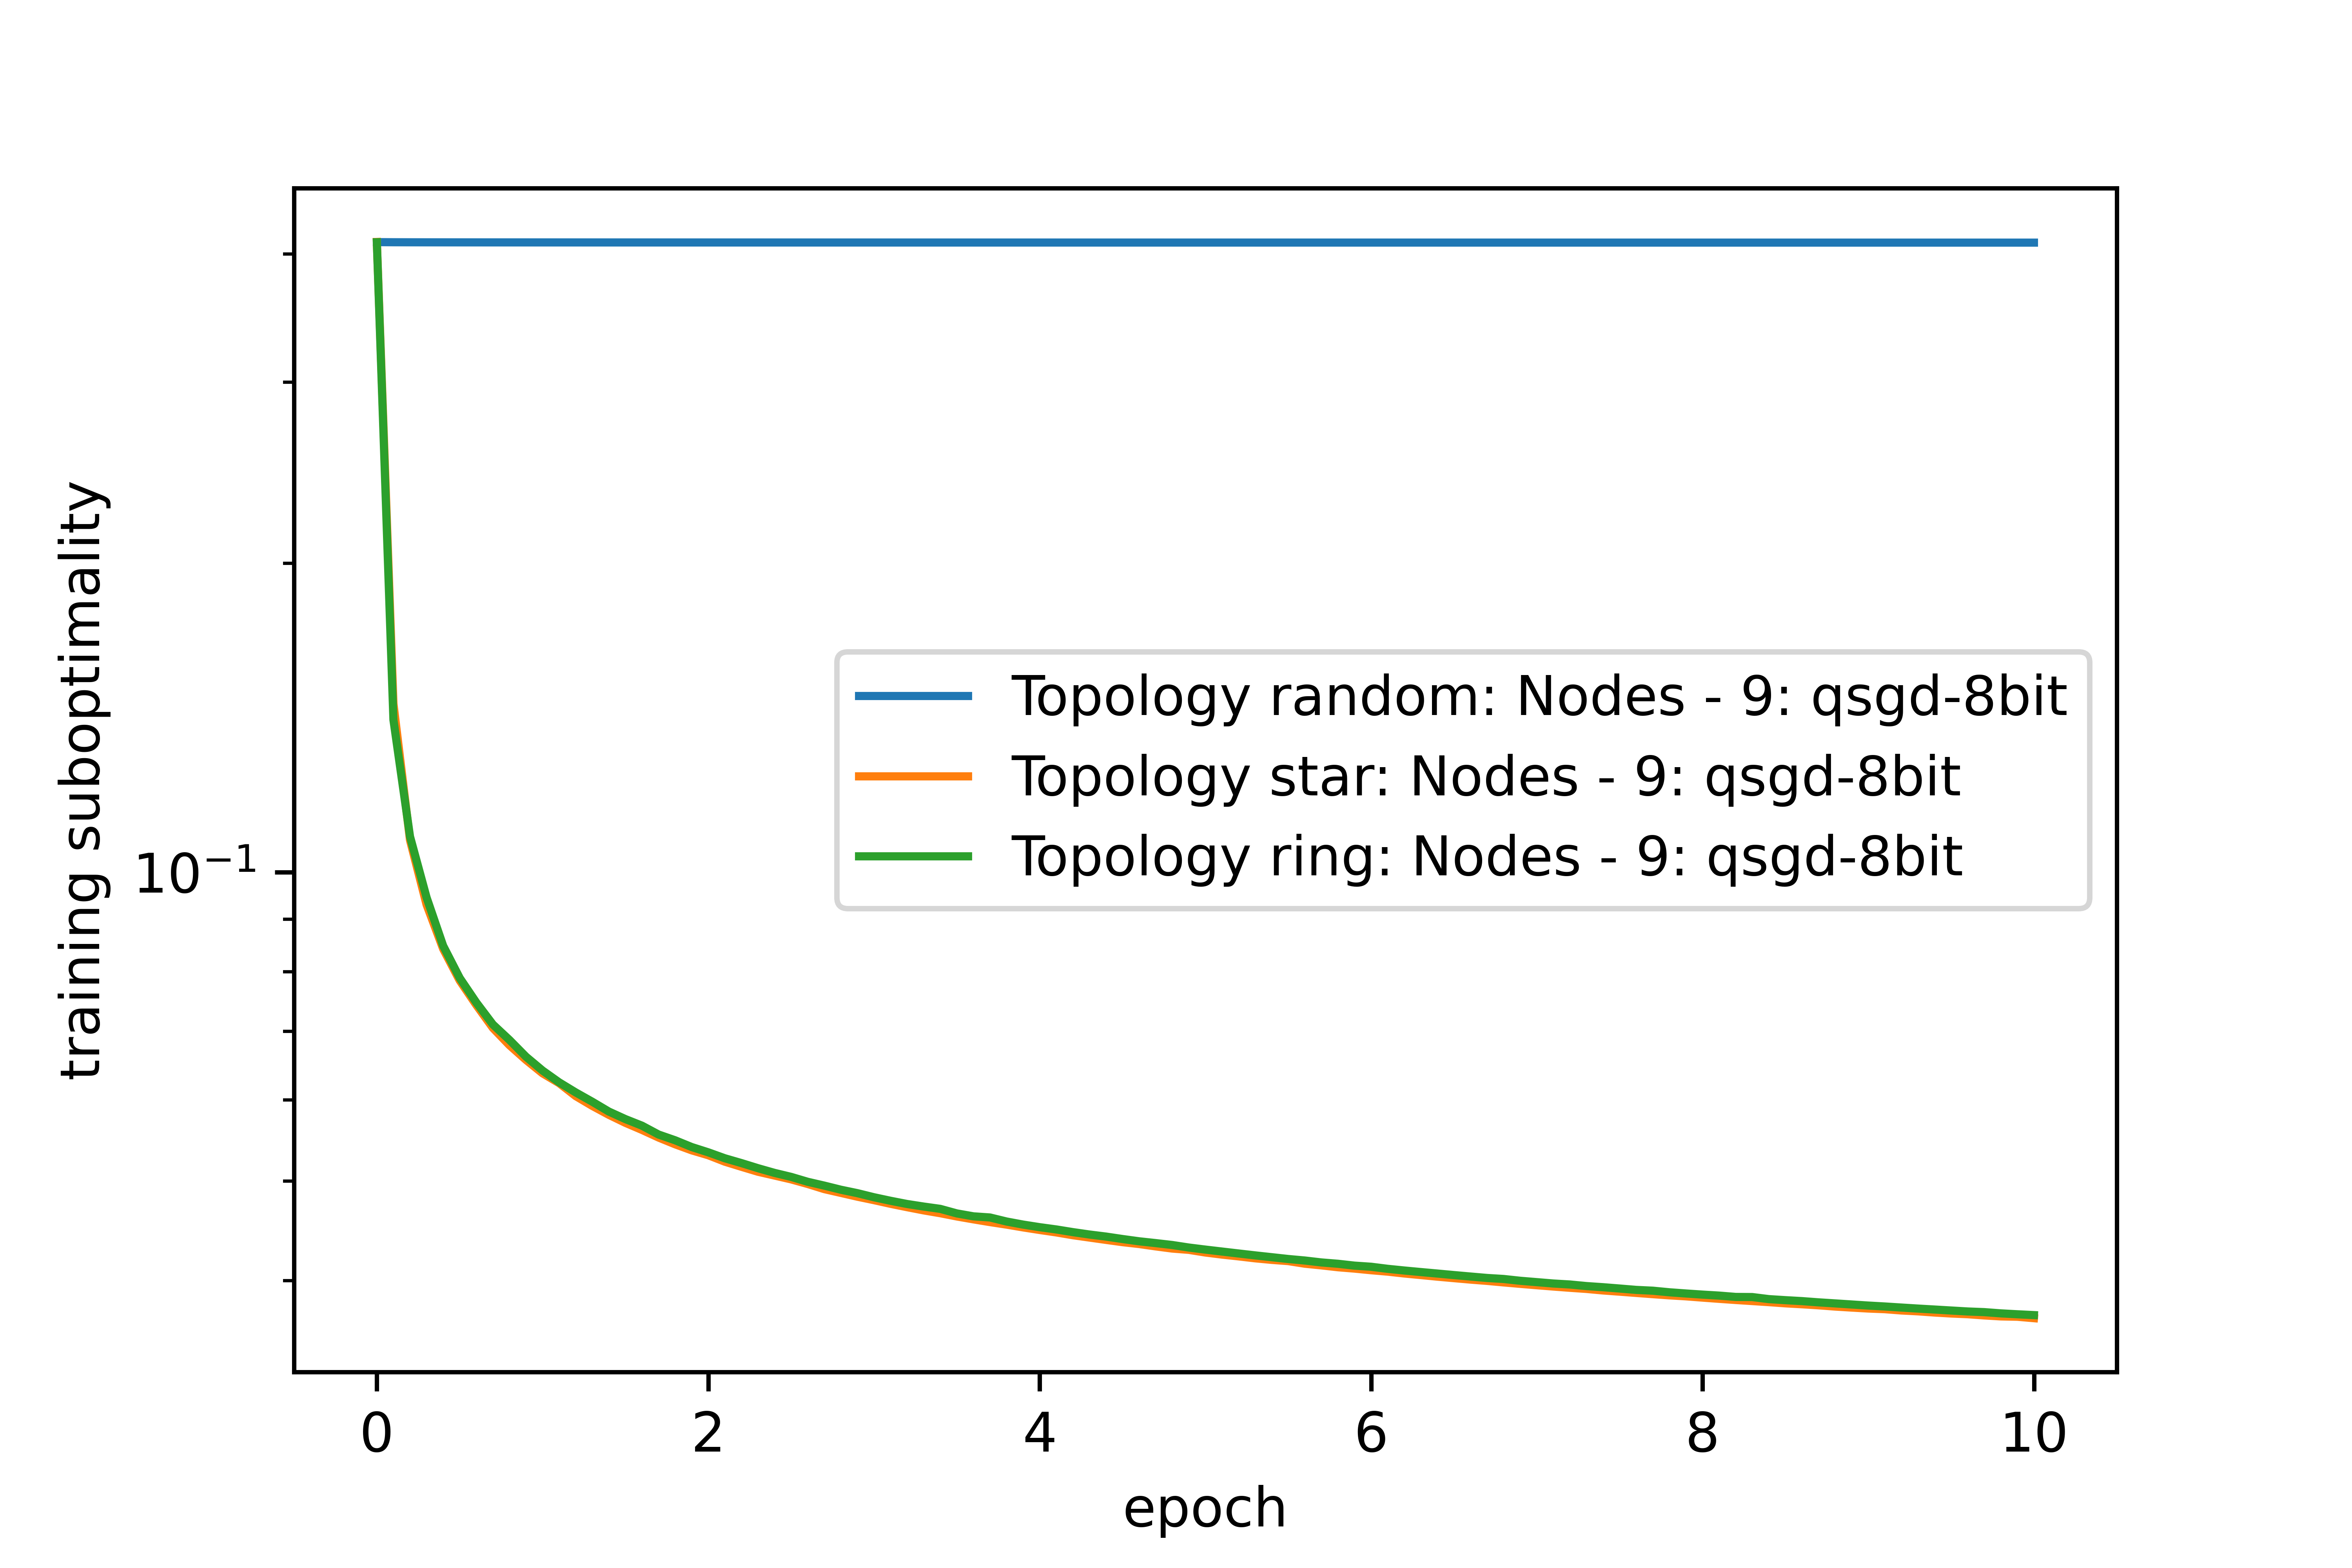 training suboptimality
10⁻¹
Topology random: Nodes - 9: qsgd-8bit
Topology star: Nodes - 9: qsgd-8bit
Topology ring: Nodes - 9: qsgd-8bit
0 2 4 6 8 10
epoch